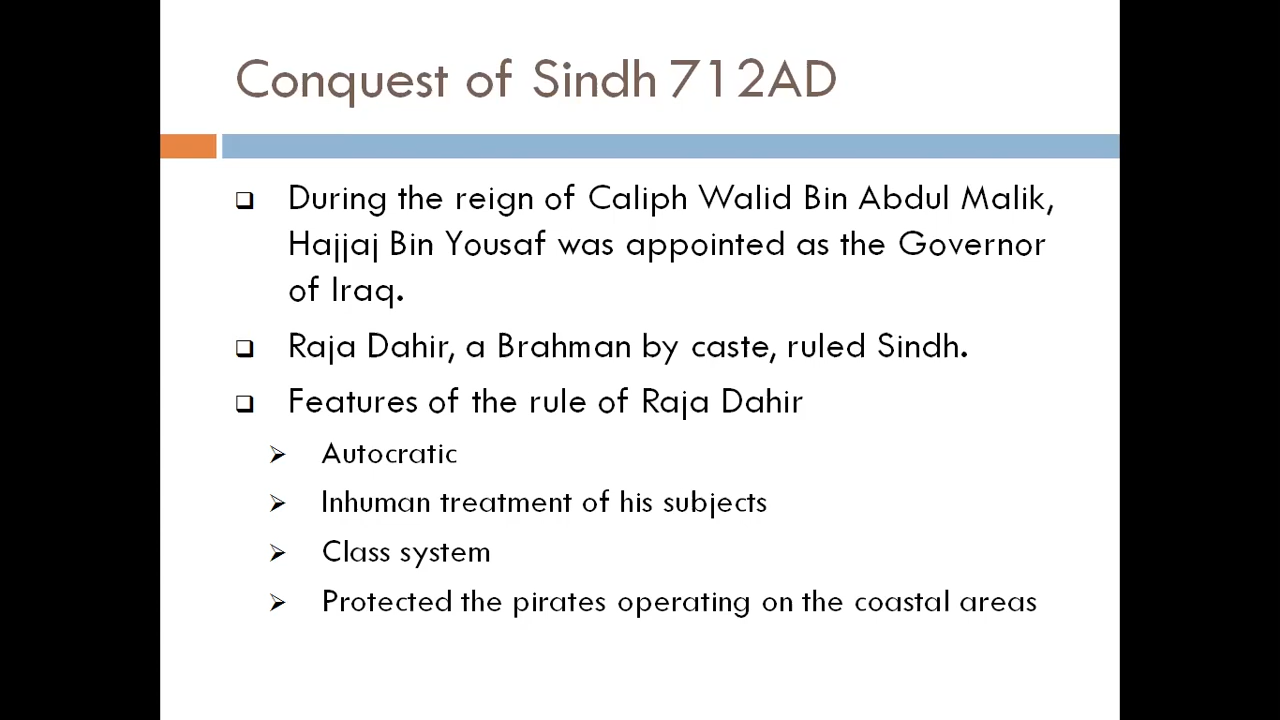 Conquest of Sindh 712AD
During the reign of Caliph Walid Bin Abdul Malik,
Hajjaj Bin Yousaf was appointed as the Governor
of Iraq.
Raja Dahir, a Brahman by caste, ruled Sindh.
Features of the rule of Raja Dahir
Autocratic
Inhuman treatment of his subjects
Class system
Protected the pirates operating on the coastal areas